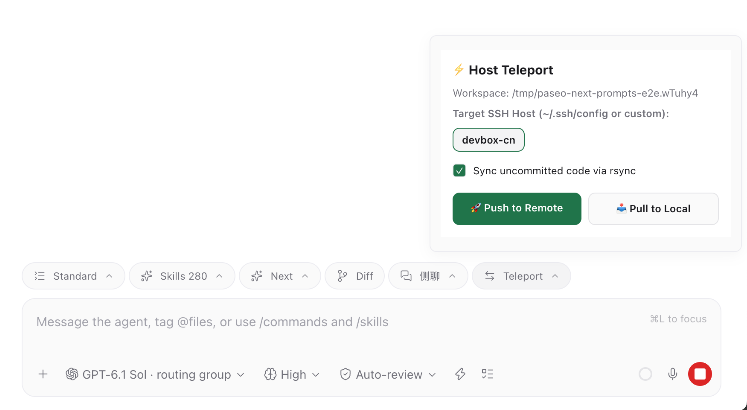 ⚡ Host Teleport
Workspace: /tmp/paseo-next-prompts-e2e.wTuhy4
Target SSH Host (~/.ssh/config or custom):
devbox-cn
Sync uncommitted code via rsync
🚀 Push to Remote
📥 Pull to Local
Standard
Skills 280
Next
Diff
側聊
Teleport
Message the agent, tag @files, or use /commands and /skills
⌘L to focus
GPT-6.1 Sol · routing group
High
Auto-review